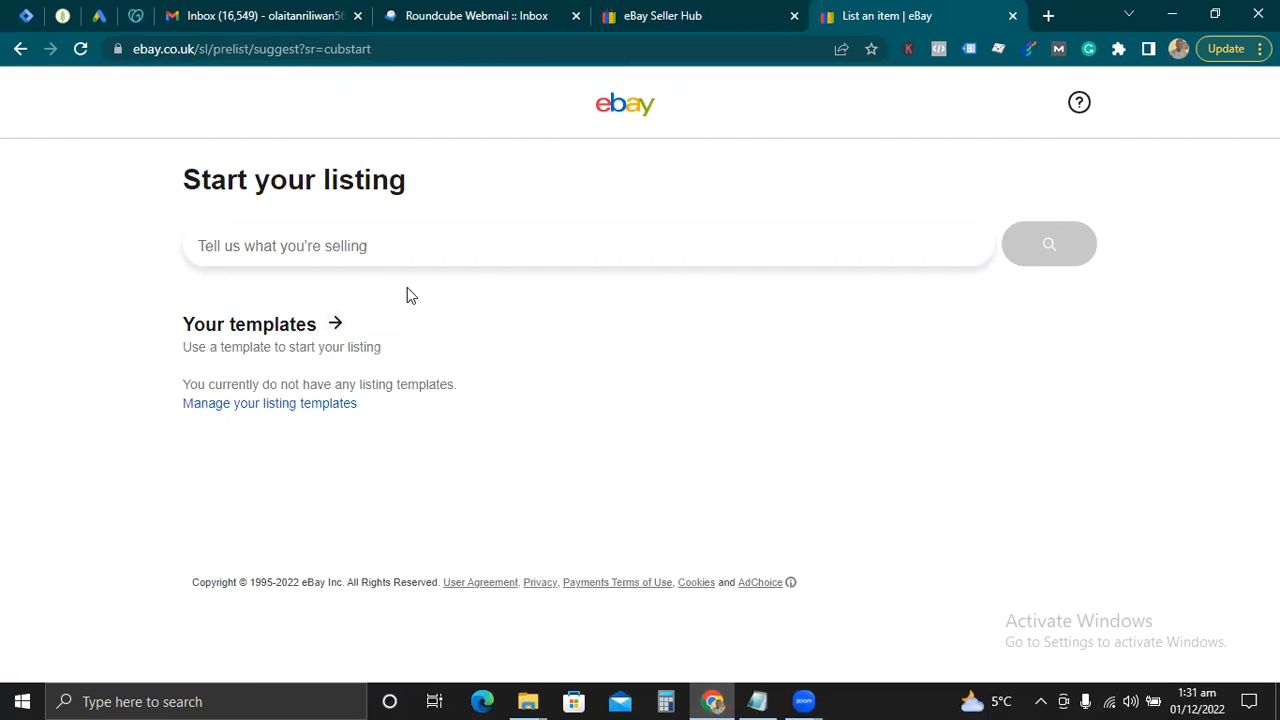 Inbox (16,549) - olaitanriliwan56
Roundcube Webmail :: Inbox
eBay Seller Hub
List an item | eBay
ebay.co.uk/sl/prelist/suggest?sr=cubstart
Update
ebay
Start your listing
Tell us what you're selling
Your templates →
Use a template to start your listing
You currently do not have any listing templates.
Manage your listing templates
Copyright © 1995-2022 eBay Inc. All Rights Reserved. User Agreement, Privacy, Payments Terms of Use, Cookies and AdChoice
Activate Windows
Go to Settings to activate Windows.
Type here to search
zoom
5°C
1:31 am
01/12/2022